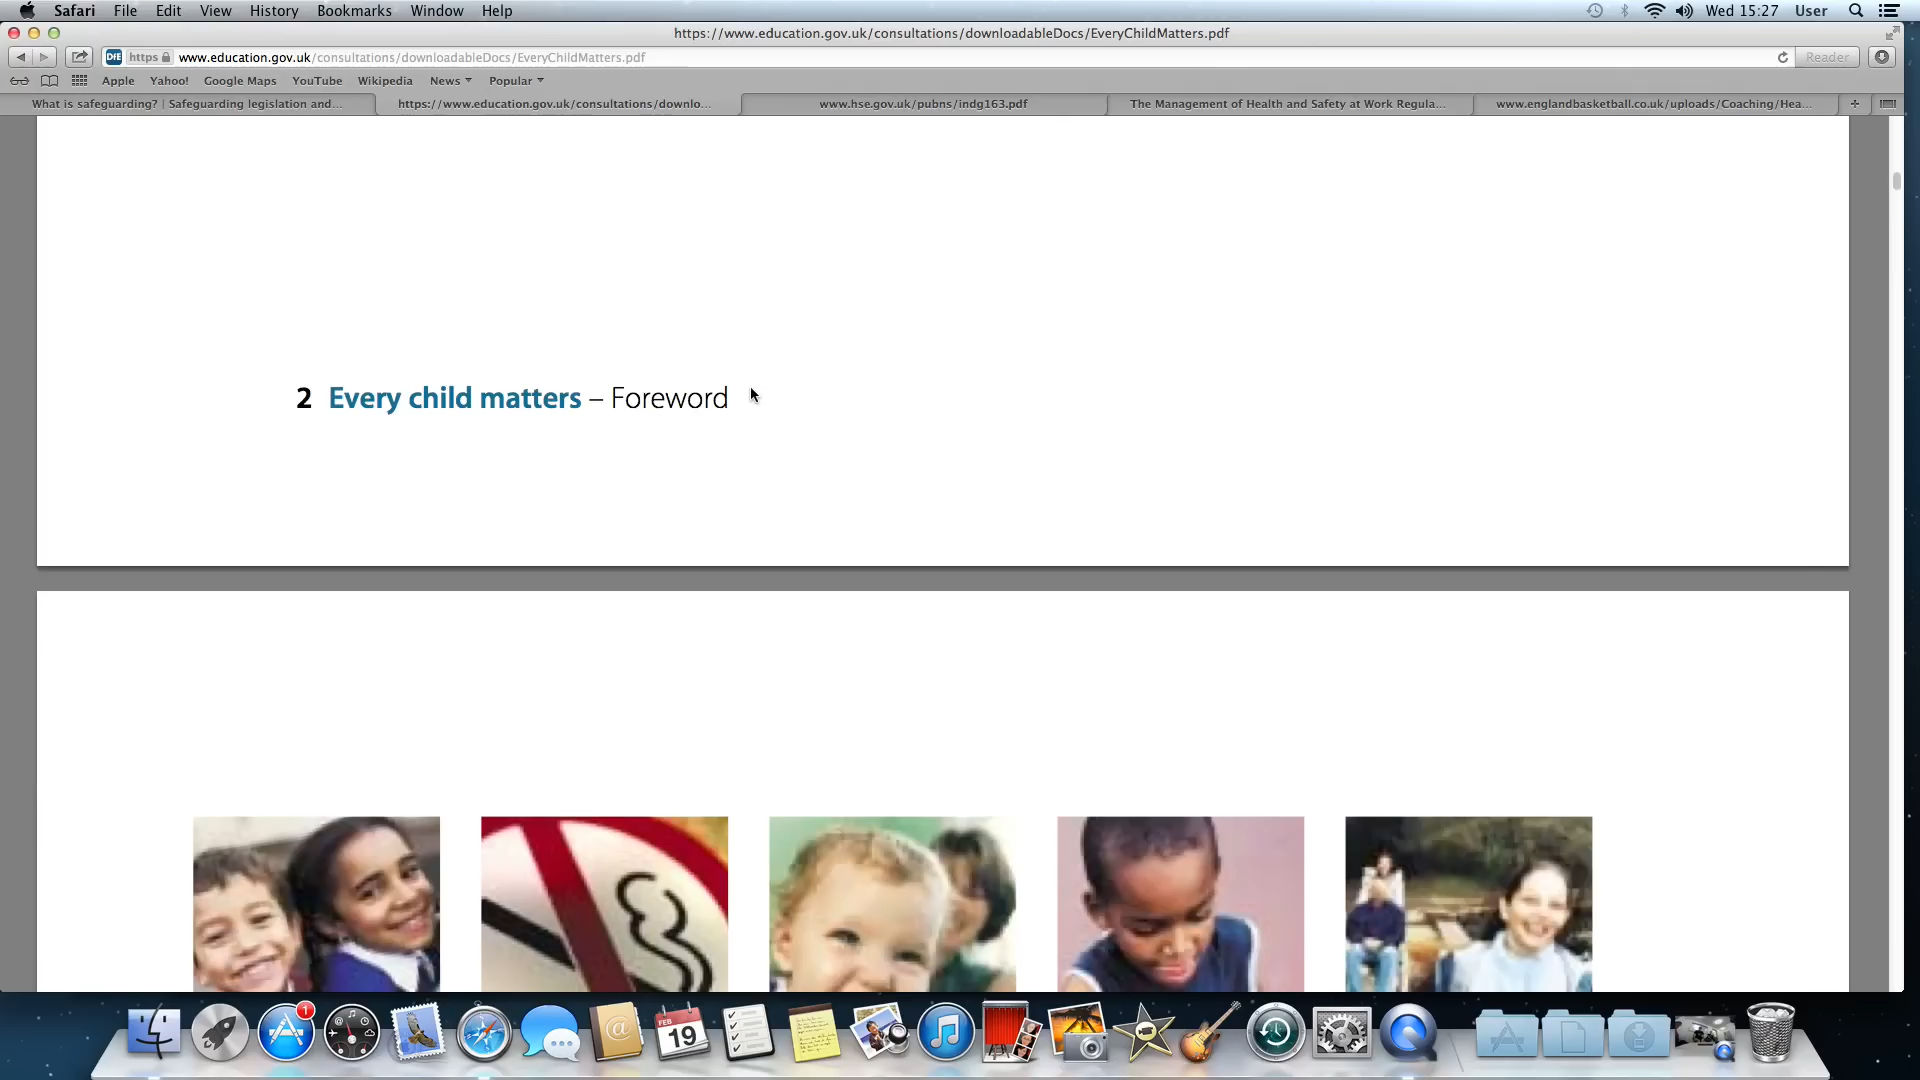 Safari File Edit View History Bookmarks Window Help Wed 15:27 User
https://www.education.gov.uk/consultations/downloadableDocs/EveryChildMatters.pdf
DfE https www.education.gov.uk/consultations/downloadableDocs/EveryChildMatters.pdf Reader
Apple Yahoo! Google Maps YouTube Wikipedia News Popular
What is safeguarding? | Safeguarding legislation and... https://www.education.gov.uk/consultations/downlo... www.hse.gov.uk/pubns/indg163.pdf The Management of Health and Safety at Work Regula... www.englandbasketball.co.uk/uploads/Coaching/Hea...
2 Every child matters – Foreword
1
FEB
19